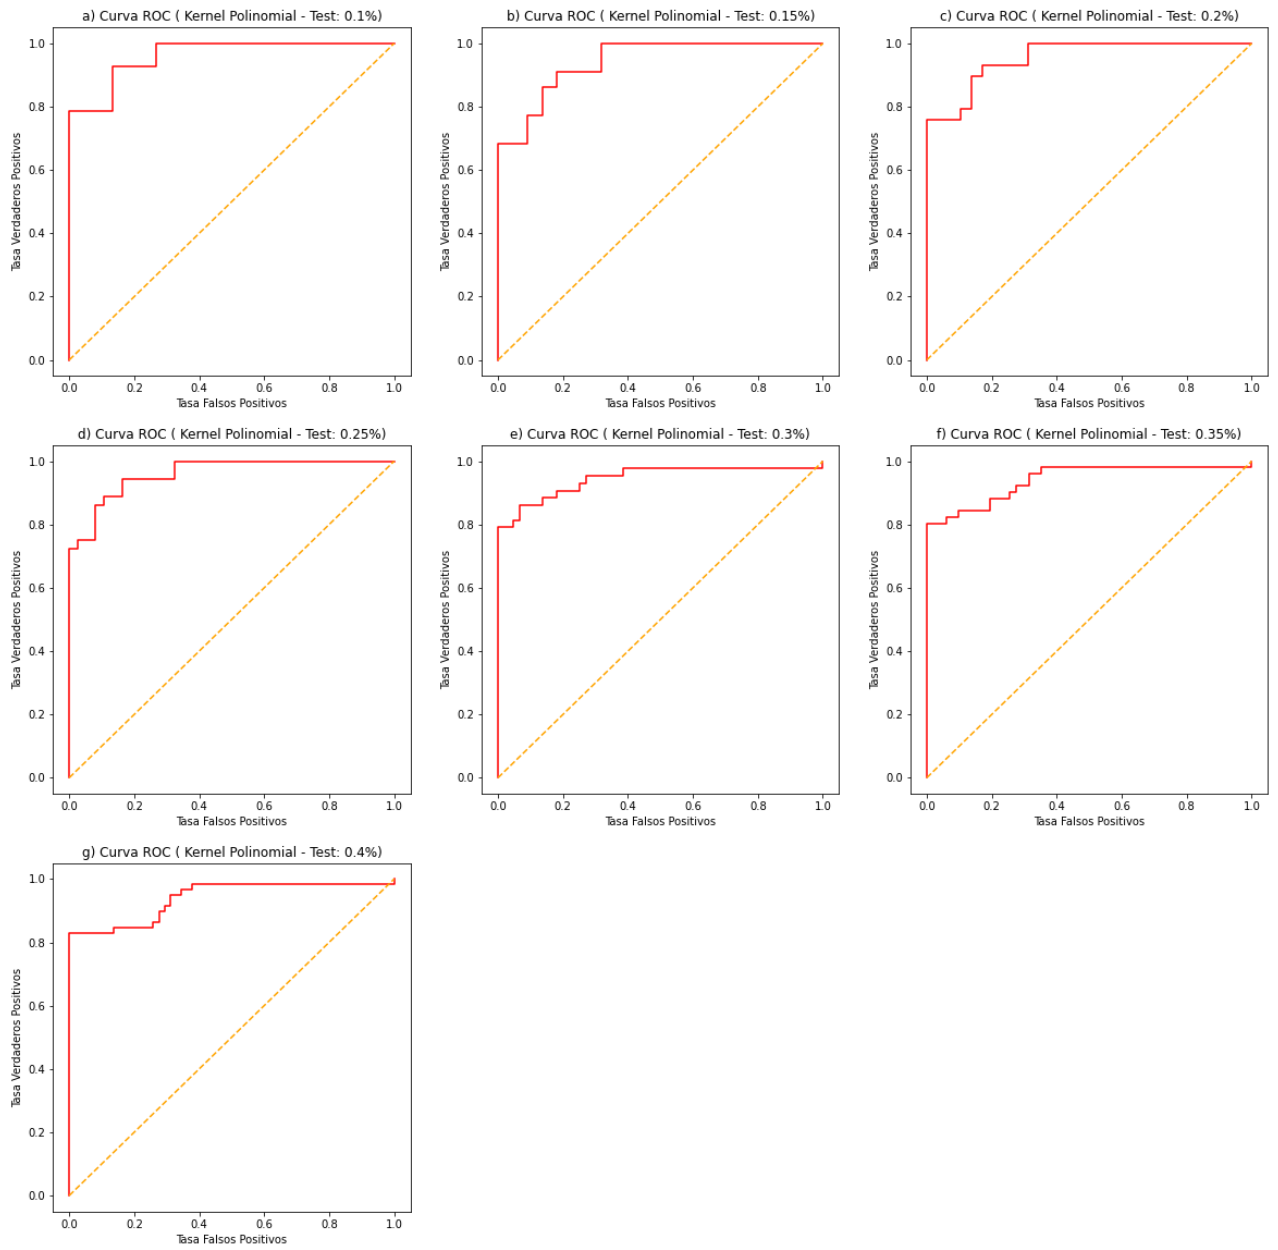 a) Curva ROC ( Kernel Polinomial - Test: 0.1%)
1.0
0.8
0.6
0.4
0.2
0.0
Tasa Verdaderos Positivos
0.0 0.2 0.4 0.6 0.8 1.0
Tasa Falsos Positivos
b) Curva ROC ( Kernel Polinomial - Test: 0.15%)
1.0
0.8
0.6
0.4
0.2
0.0
Tasa Verdaderos Positivos
0.0 0.2 0.4 0.6 0.8 1.0
Tasa Falsos Positivos
c) Curva ROC ( Kernel Polinomial - Test: 0.2%)
1.0
0.8
0.6
0.4
0.2
0.0
Tasa Verdaderos Positivos
0.0 0.2 0.4 0.6 0.8 1.0
Tasa Falsos Positivos
d) Curva ROC ( Kernel Polinomial - Test: 0.25%)
1.0
0.8
0.6
0.4
0.2
0.0
Tasa Verdaderos Positivos
0.0 0.2 0.4 0.6 0.8 1.0
Tasa Falsos Positivos
e) Curva ROC ( Kernel Polinomial - Test: 0.3%)
1.0
0.8
0.6
0.4
0.2
0.0
Tasa Verdaderos Positivos
0.0 0.2 0.4 0.6 0.8 1.0
Tasa Falsos Positivos
f) Curva ROC ( Kernel Polinomial - Test: 0.35%)
1.0
0.8
0.6
0.4
0.2
0.0
Tasa Verdaderos Positivos
0.0 0.2 0.4 0.6 0.8 1.0
Tasa Falsos Positivos
g) Curva ROC ( Kernel Polinomial - Test: 0.4%)
1.0
0.8
0.6
0.4
0.2
0.0
Tasa Verdaderos Positivos
0.0 0.2 0.4 0.6 0.8 1.0
Tasa Falsos Positivos